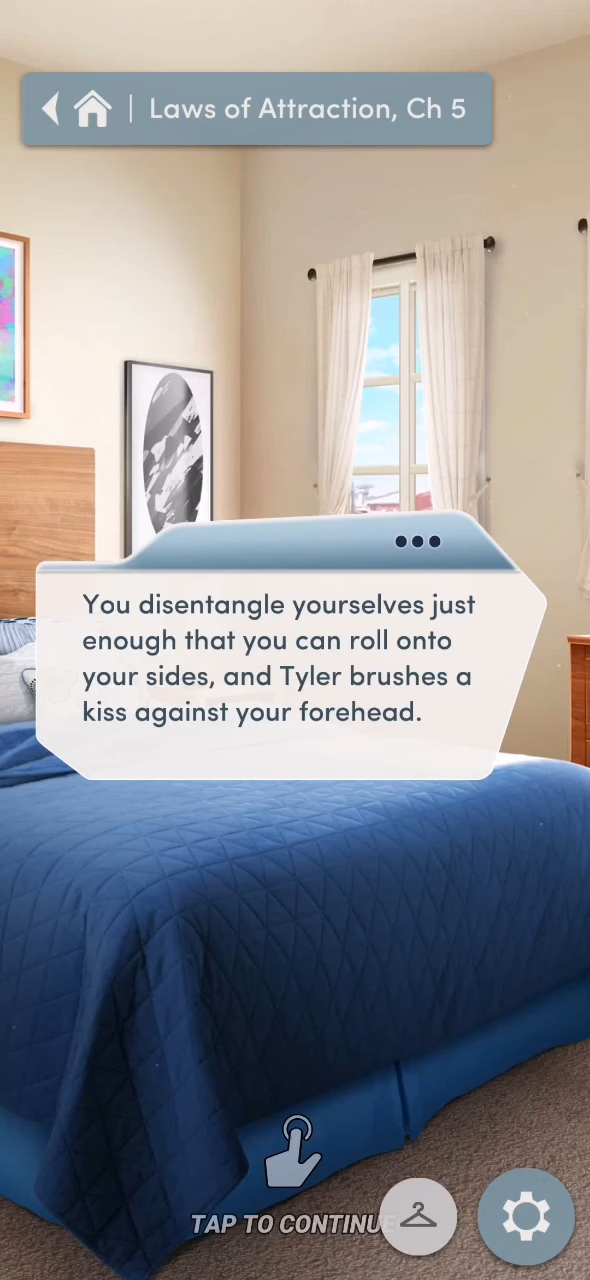 Laws of Attraction, Ch 5
You disentangle yourselves just
enough that you can roll onto
your sides, and Tyler brushes a
kiss against your forehead.
TAP TO CONTINUE